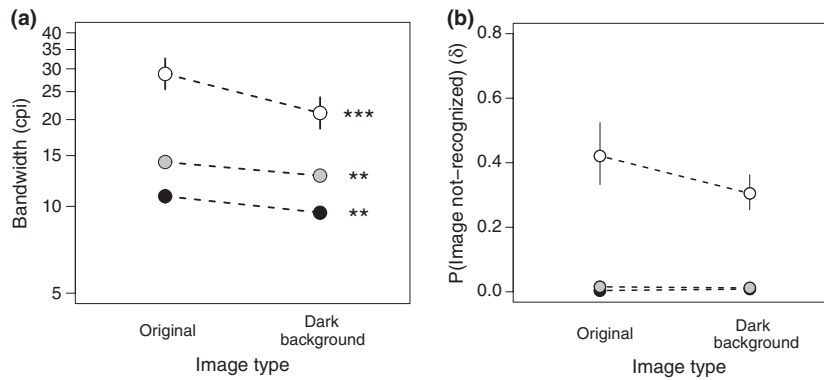 (a)
Bandwidth (cpi)
40
35
30
25
20
15
10
5
***
**
**
Original
Dark
background
Image type
(b)
P(Image not−recognized) (δ)
0.8
0.6
0.4
0.2
0.0
Original
Dark
background
Image type